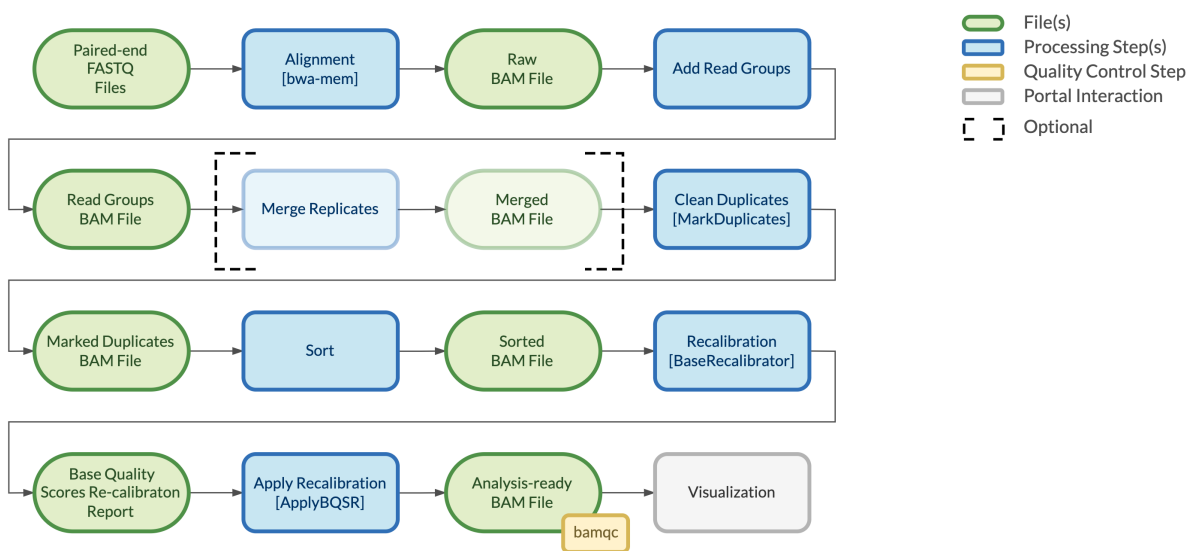 Paired-end
FASTQ
Files
Alignment
[bwa-mem]
Raw
BAM File
Add Read Groups
File(s)
Processing Step(s)
Quality Control Step
Portal Interaction
Optional
Read Groups
BAM File
Merge Replicates
Merged
BAM File
Clean Duplicates
[MarkDuplicates]
Marked Duplicates
BAM File
Sort
Sorted
BAM File
Recalibration
[BaseRecalibrator]
Base Quality
Scores Re-calibraton
Report
Apply Recalibration
[ApplyBQSR]
Analysis-ready
BAM File
bamqc
Visualization